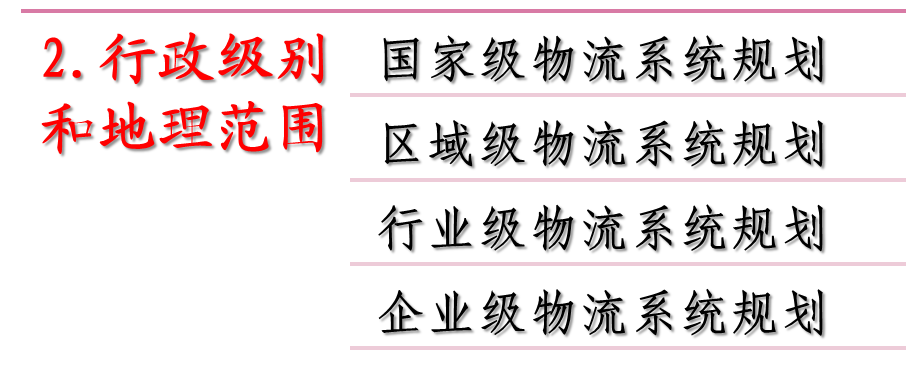 2.行政级别
和地理范围
国家级物流系统规划
区域级物流系统规划
行业级物流系统规划
企业级物流系统规划